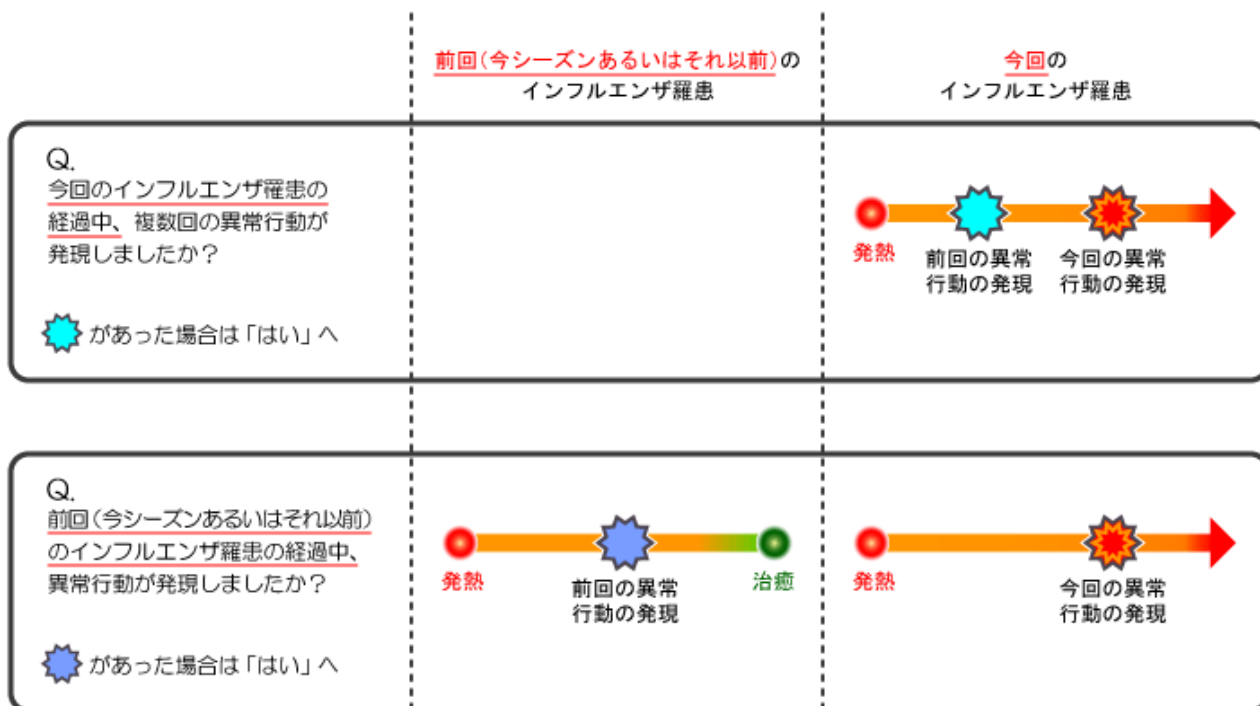 前回(今シーズンあるいはそれ以前)の
インフルエンザ羅患
今回の
インフルエンザ羅患
Q.
今回のインフルエンザ罹患の
経過中、複数回の異常行動が
発現しましたか？
があった場合は「はい」へ
発熱
前回の異常
行動の発現
今回の異常
行動の発現
Q.
前回(今シーズンあるいはそれ以前)
のインフルエンザ羅患の経過中、
異常行動が発現しましたか？
があった場合は「はい」へ
発熱
前回の異常
行動の発現
治癒
発熱
今回の異常
行動の発現